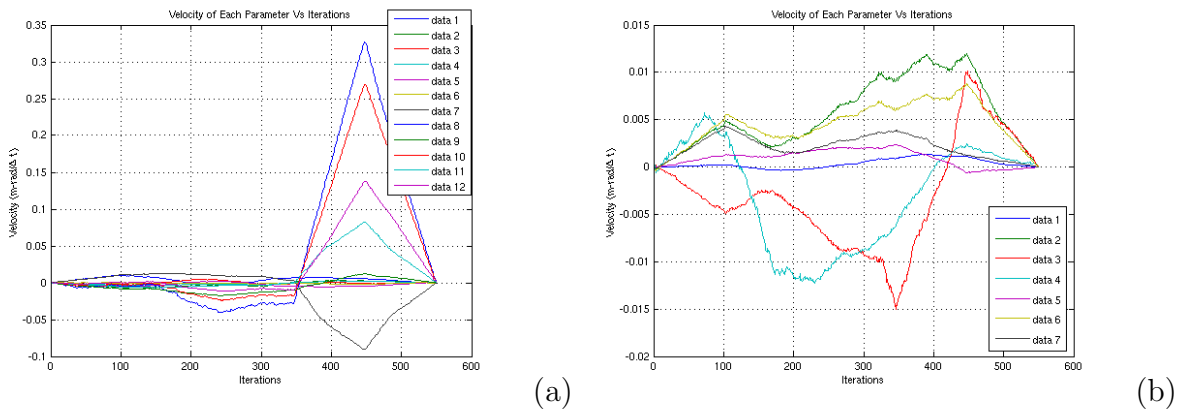 Velocity of Each Parameter Vs Iterations
0.35
0.3
0.25
0.2
0.15
0.1
0.05
0
-0.05
-0.1
Velocity (m-rad/Δ t)
0 100 200 300 400 500 600
Iterations
data 1
data 2
data 3
data 4
data 5
data 6
data 7
data 8
data 9
data 10
data 11
data 12
(a)
Velocity of Each Parameter Vs Iterations
0.015
0.01
0.005
0
-0.005
-0.01
-0.015
-0.02
Velocity (m-rad/Δ t)
0 100 200 300 400 500 600
Iterations
data 1
data 2
data 3
data 4
data 5
data 6
data 7
(b)